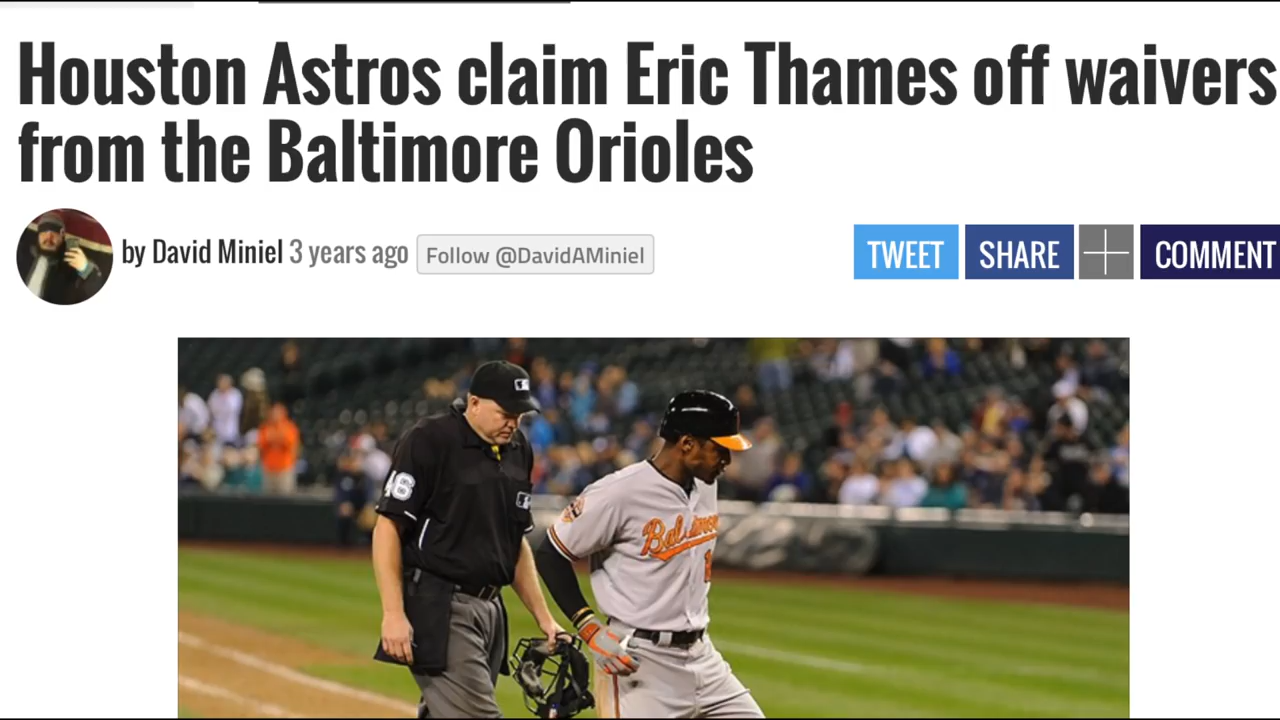 Houston Astros claim Eric Thames off waivers
from the Baltimore Orioles
by David Miniel 3 years ago Follow @DavidAMiniel
TWEET SHARE COMMENT
46